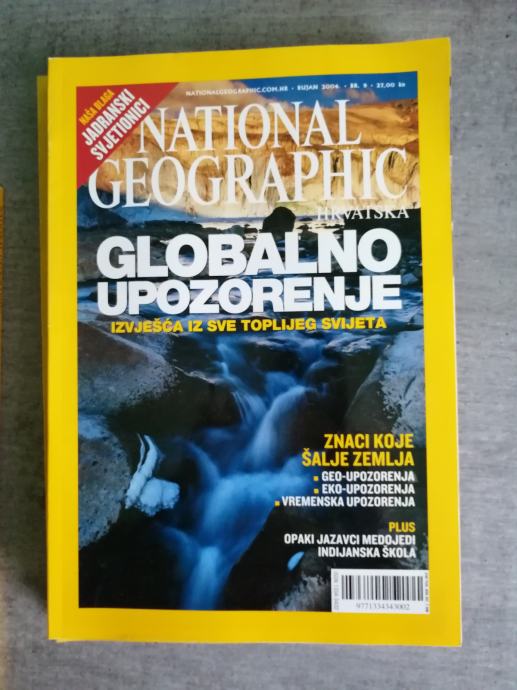 NAŠA BLAGA
JADRANSKI
SVJETIONICI
NATIONALGEOGRAPHIC.COM.HR • RUJAN 2004. • BR. 9 • 27,00 kn
NATIONAL
GEOGRAPHIC
HRVATSKA
GLOBALNO
UPOZORENJE
IZVJEŠĆA IZ SVE TOPLIJEG SVIJETA
ZNACI KOJE
ŠALJE ZEMLJA
GEO-UPOZORENJA
EKO-UPOZORENJA
VREMENSKA UPOZORENJA
PLUS
OPAKI JAZAVCI MEDOJEDI
INDIJANSKA ŠKOLA
9771334343002